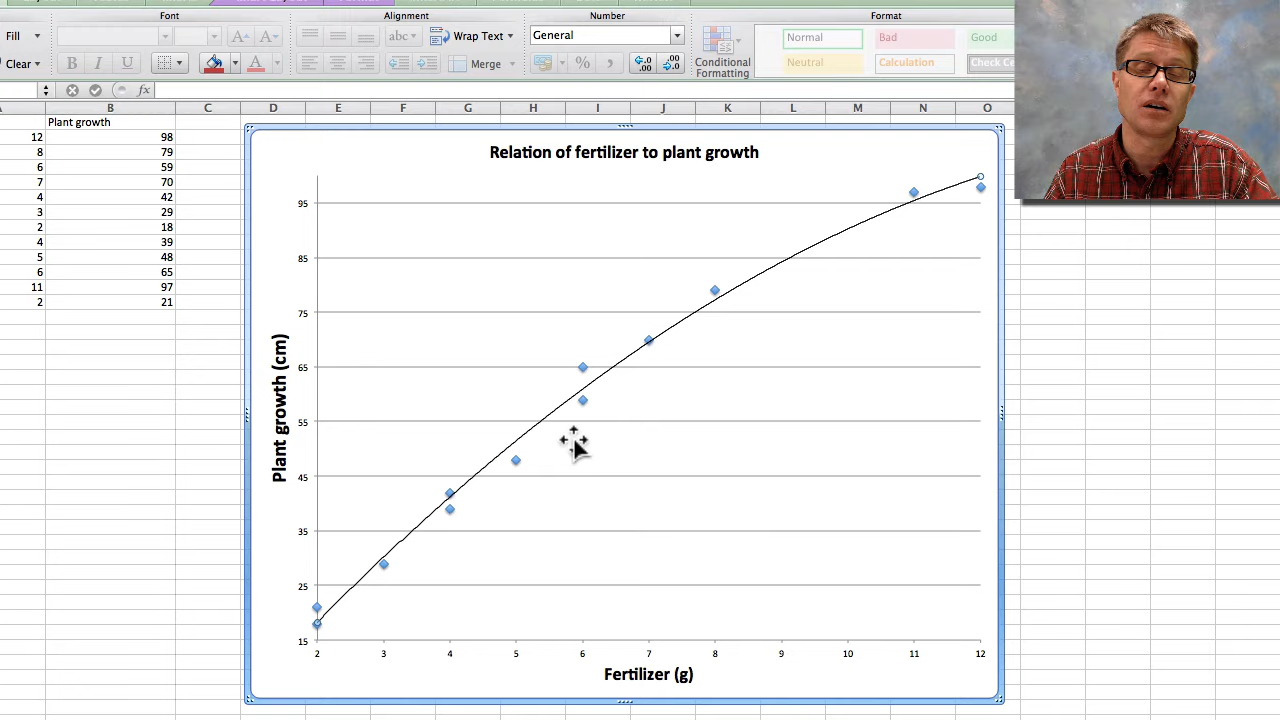 Font
Alignment
Number
Format
Fill
A
A
abc
Wrap Text
General
Normal
Bad
Good
Clear
B
I
U
A
Merge
%
Conditional
Formatting
Neutral
Calculation
Check Ce
fx
B
C
D
E
F
G
H
I
J
K
L
M
N
O
Plant growth
12 98
8 79
6 59
7 70
4 42
3 29
2 18
4 39
5 48
6 65
11 97
2 21
Relation of fertilizer to plant growth
95
85
75
65
55
45
35
25
15
Plant growth (cm)
2 3 4 5 6 7 8 9 10 11 12
Fertilizer (g)